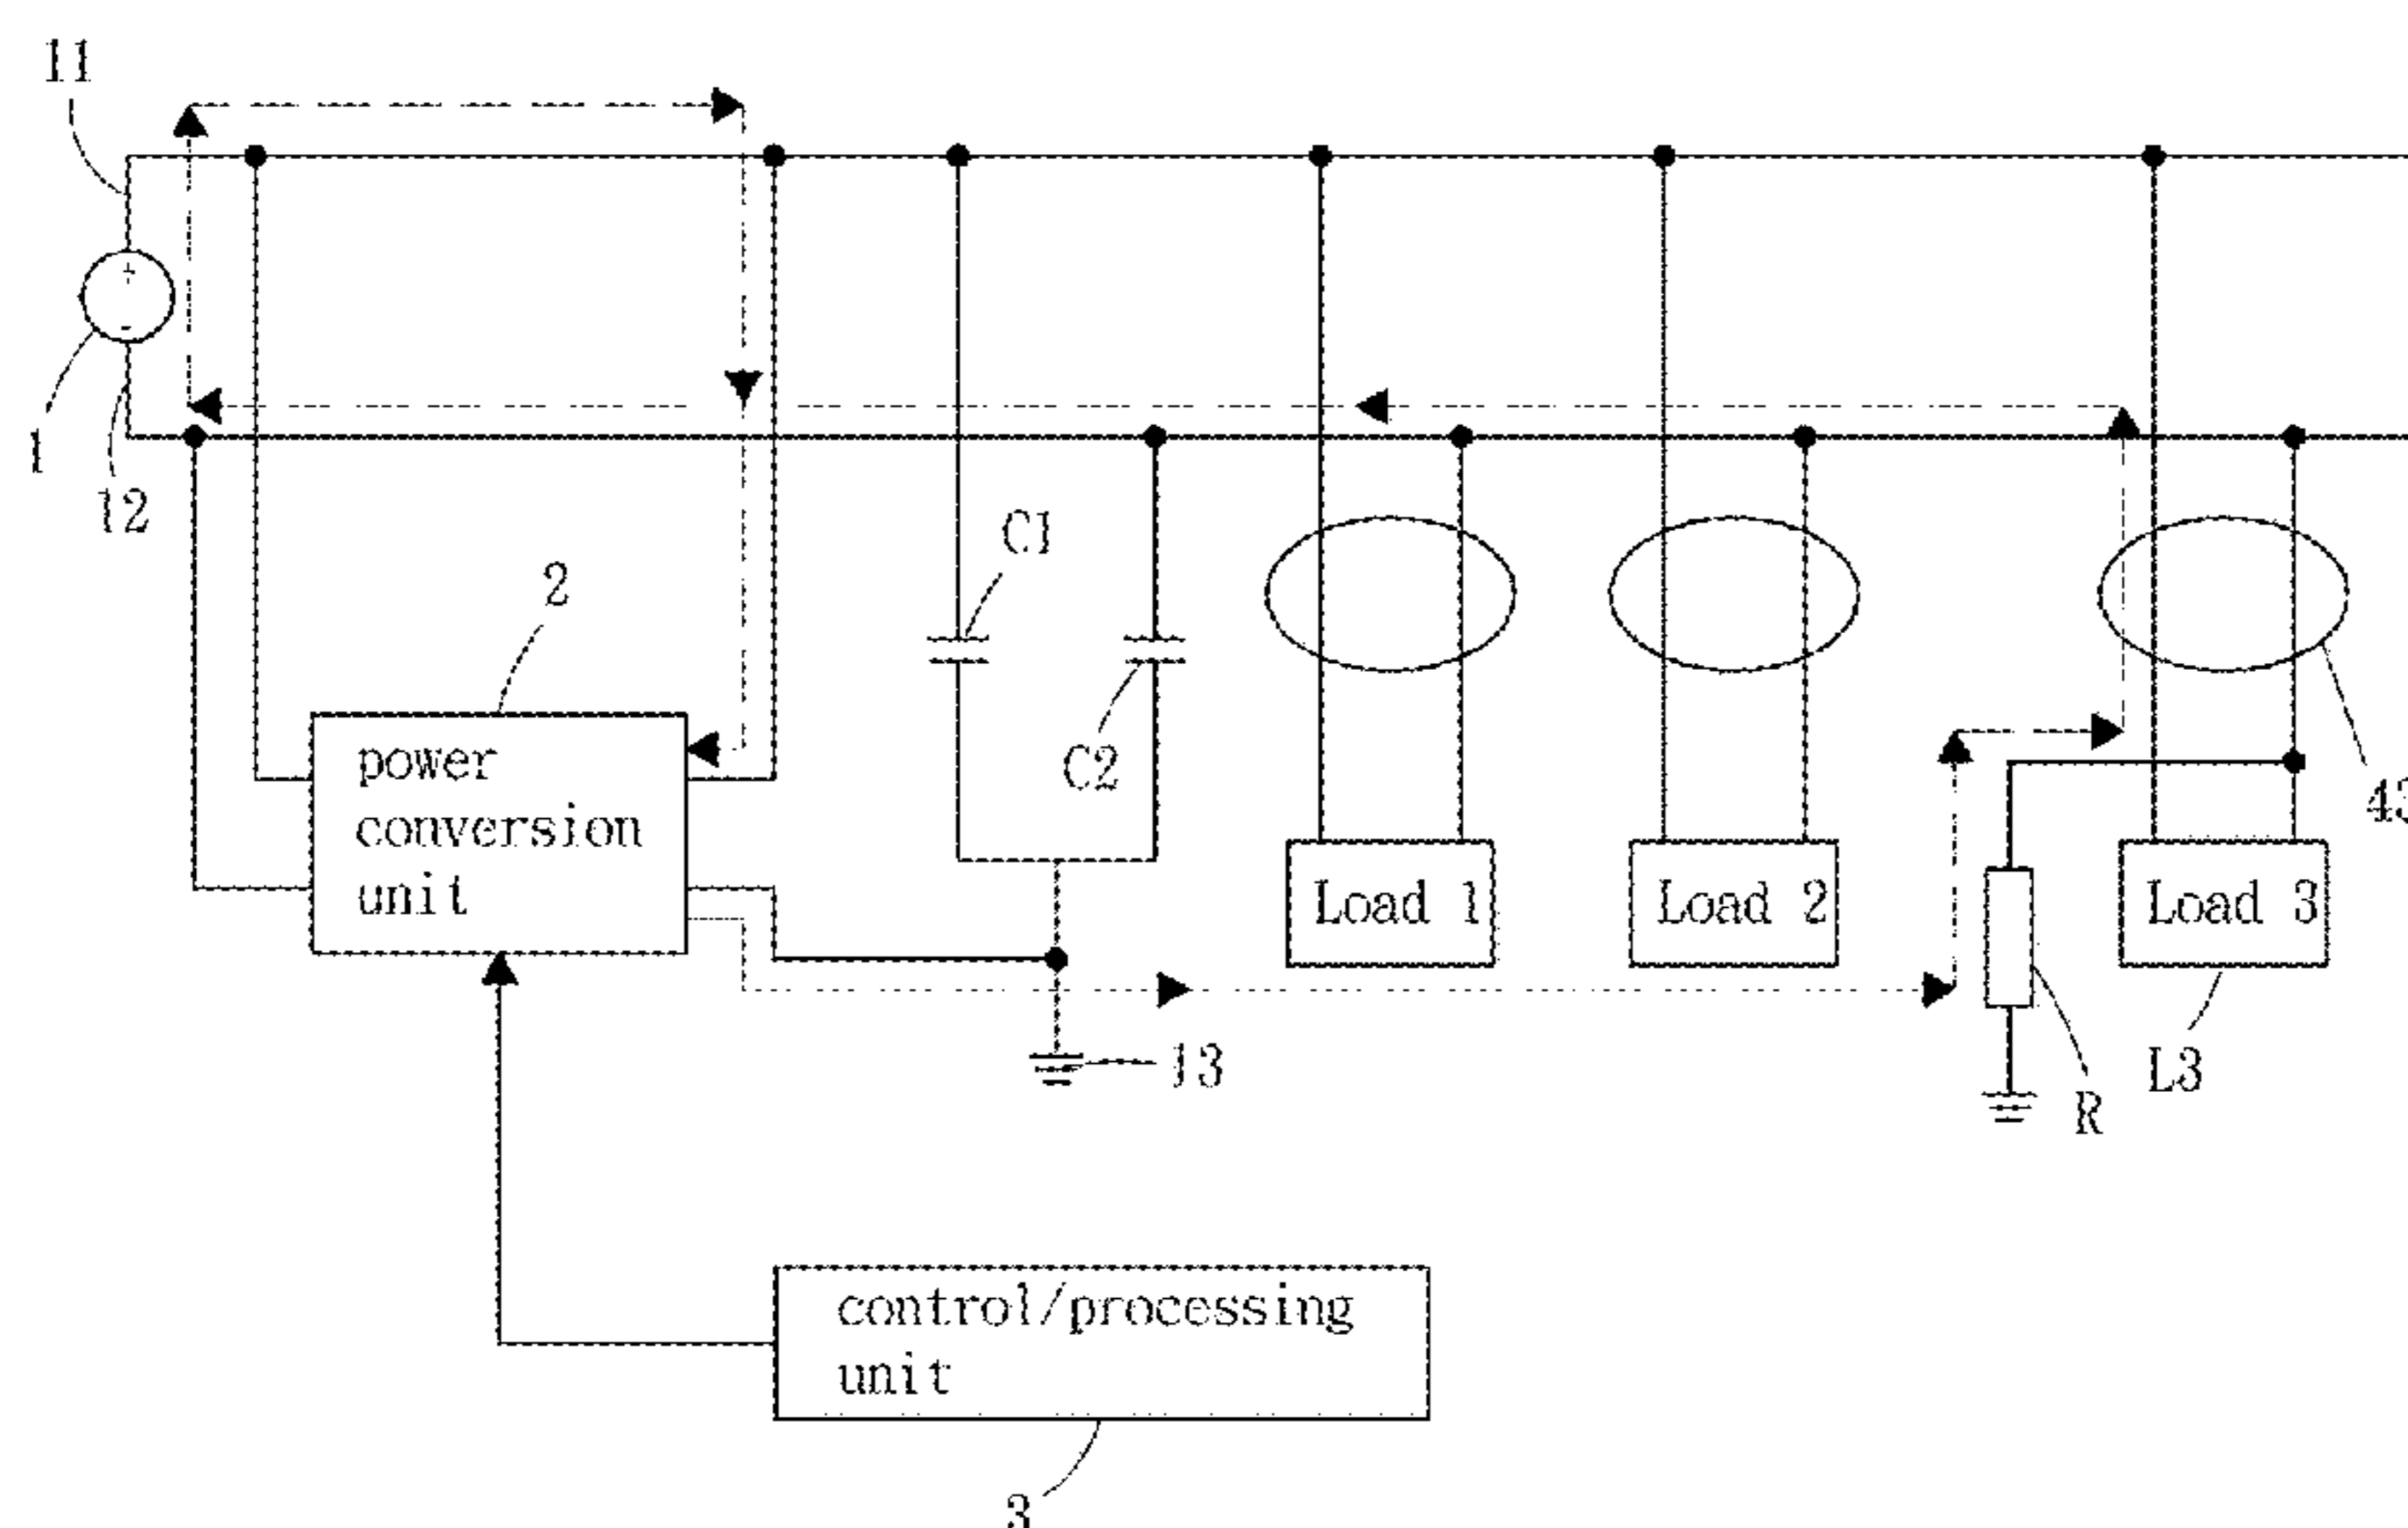 11
+
-
1
12
C1
2
C2
power
conversion
unit
Load 1
Load 2
Load 3
13
L3
R
control/processing
unit
3